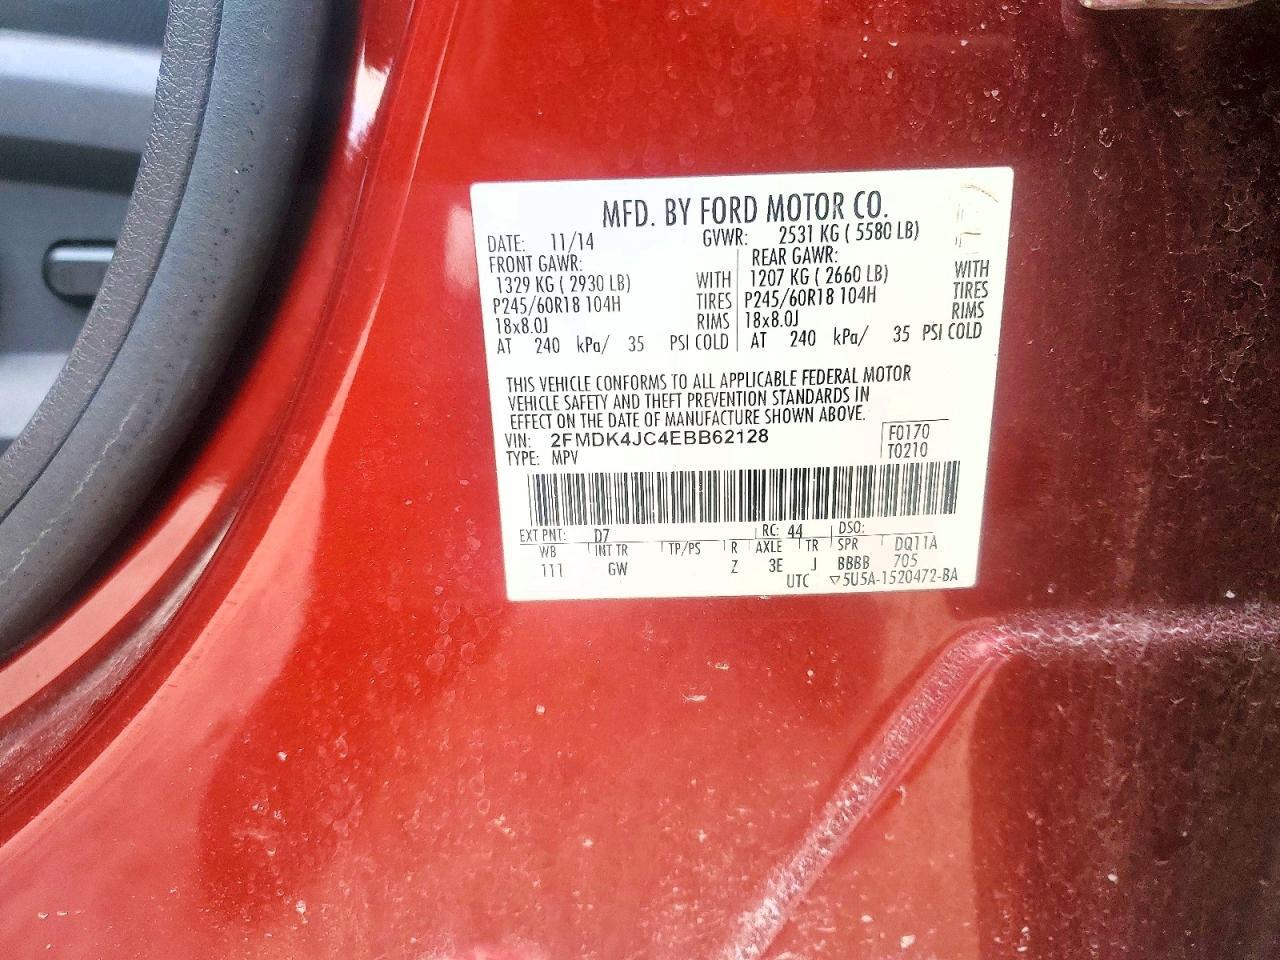 MFD. BY FORD MOTOR CO.
DATE: 11/14 GVWR: 2531 KG ( 5580 LB)
FRONT GAWR: REAR GAWR:
1329 KG ( 2930 LB) WITH 1207 KG ( 2660 LB) WITH
P245/60R18 104H TIRES P245/60R18 104H TIRES
18x8.0J RIMS 18x8.0J RIMS
AT 240 kPa/ 35 PSI COLD AT 240 kPa/ 35 PSI COLD
THIS VEHICLE CONFORMS TO ALL APPLICABLE FEDERAL MOTOR
VEHICLE SAFETY AND THEFT PREVENTION STANDARDS IN
EFFECT ON THE DATE OF MANUFACTURE SHOWN ABOVE.
VIN: 2FMDK4JC4EBB62128 F0170
TYPE: MPV T0210
EXT PNT: D7 RC: 44 DSO:
WB INT TR TP/PS R AXLE TR SPR DQ11A
111 GW Z 3E J BBBB 705
UTC ▽5U5A-1520472-BA